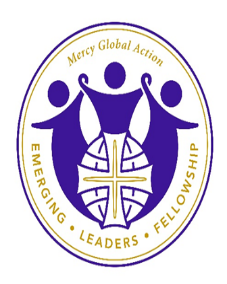 Mercy Global Action
EMERGING • LEADERS • FELLOWSHIP